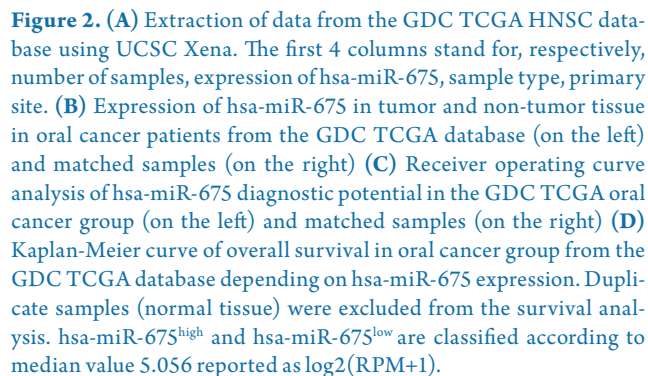 Figure 2. (A) Extraction of data from the GDC TCGA HNSC data-
base using UCSC Xena. The first 4 columns stand for, respectively,
number of samples, expression of hsa-miR-675, sample type, primary
site. (B) Expression of hsa-miR-675 in tumor and non-tumor tissue
in oral cancer patients from the GDC TCGA database (on the left)
and matched samples (on the right) (C) Receiver operating curve
analysis of hsa-miR-675 diagnostic potential in the GDC TCGA oral
cancer group (on the left) and matched samples (on the right) (D)
Kaplan-Meier curve of overall survival in oral cancer group from the
GDC TCGA database depending on hsa-miR-675 expression. Dupli-
cate samples (normal tissue) were excluded from the survival anal-
ysis. hsa-miR-675high and hsa-miR-675low are classified according to
median value 5.056 reported as log2(RPM+1).